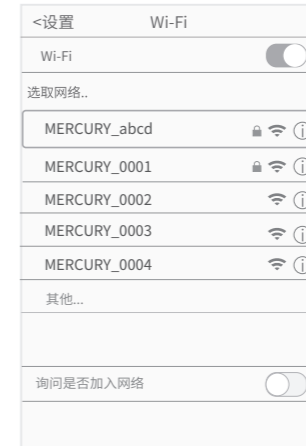 <设置 Wi-Fi
Wi-Fi
选取网络..
MERCURY_abcd
MERCURY_0001
MERCURY_0002
MERCURY_0003
MERCURY_0004
其他...
询问是否加入网络